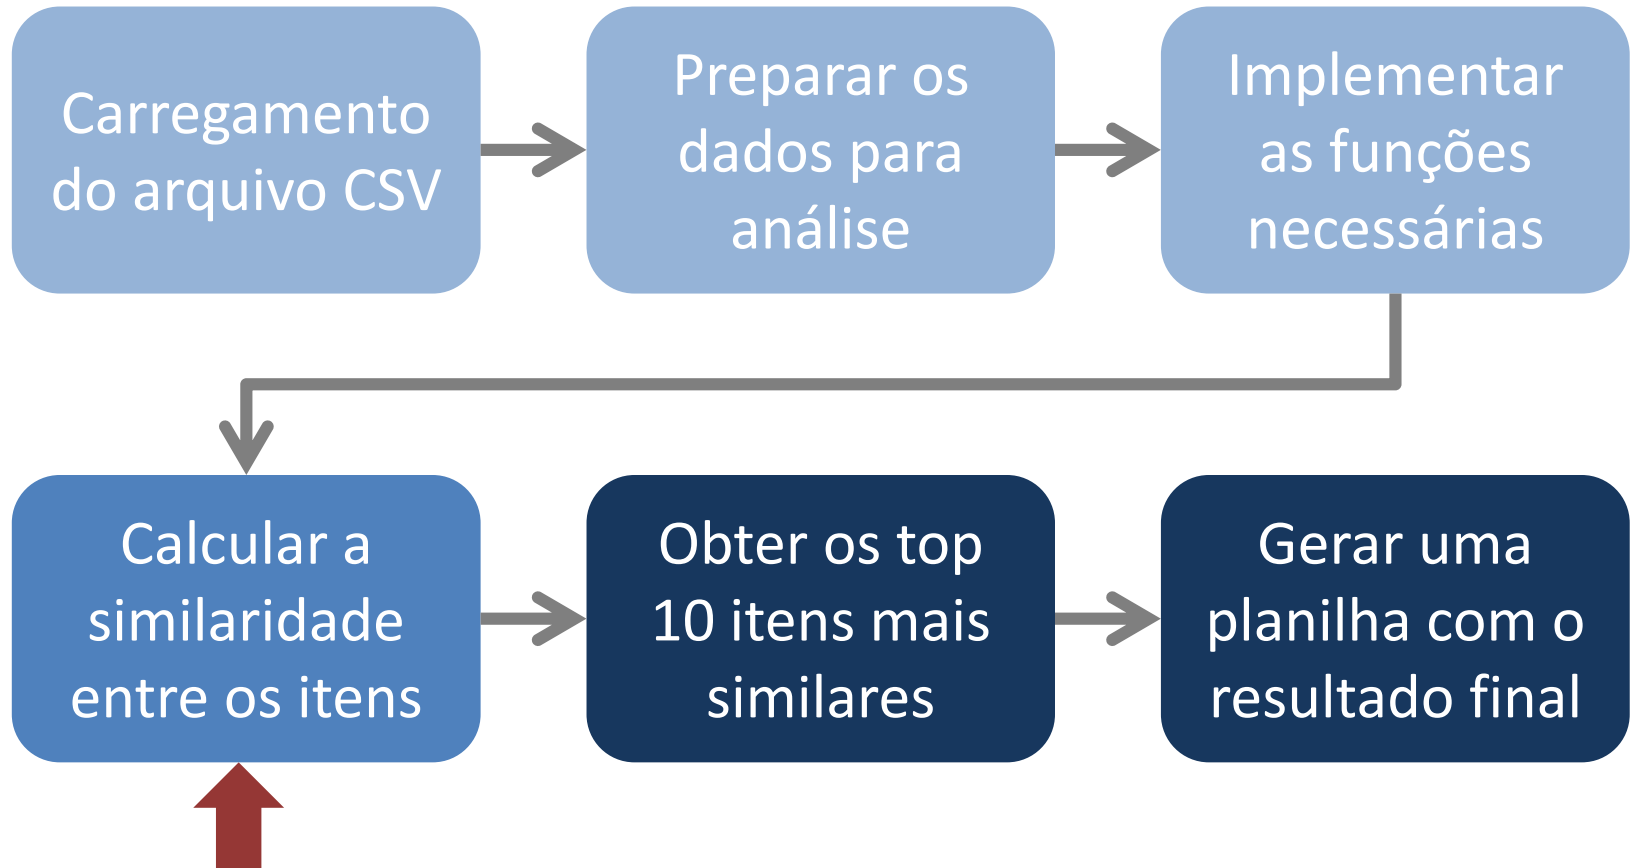 Carregamento
do arquivo CSV
Preparar os
dados para
análise
Implementar
as funções
necessárias
Calcular a
similaridade
entre os itens
Obter os top
10 itens mais
similares
Gerar uma
planilha com o
resultado final